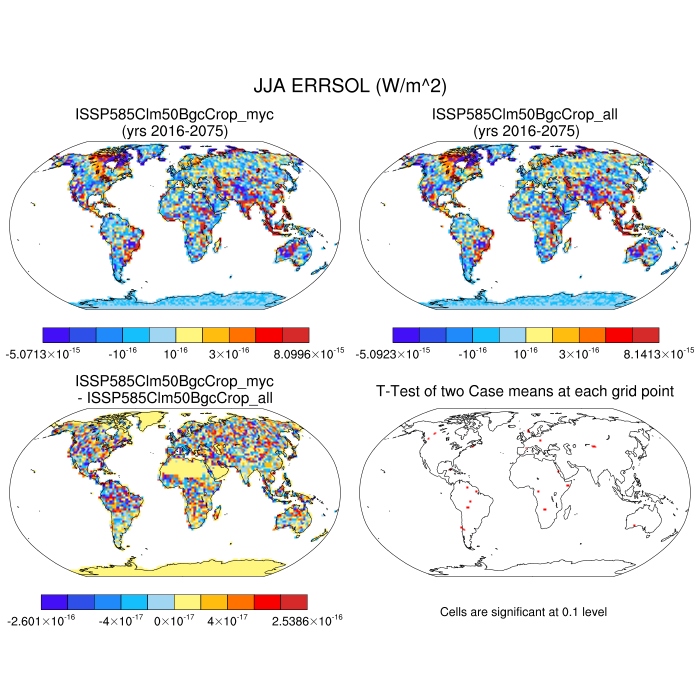 JJA ERRSOL (W/m^2)
ISSP585Clm50BgcCrop_myc
(yrs 2016-2075)
ISSP585Clm50BgcCrop_all
(yrs 2016-2075)
-5.0713×10^-15 -10^-16 10^-16 3×10^-16 8.0996×10^-15
-5.0923×10^-15 -10^-16 10^-16 3×10^-16 8.1413×10^-15
ISSP585Clm50BgcCrop_myc
- ISSP585Clm50BgcCrop_all
T-Test of two Case means at each grid point
-2.601×10^-16 -4×10^-17 0×10^-17 4×10^-17 2.5386×10^-16
Cells are significant at 0.1 level